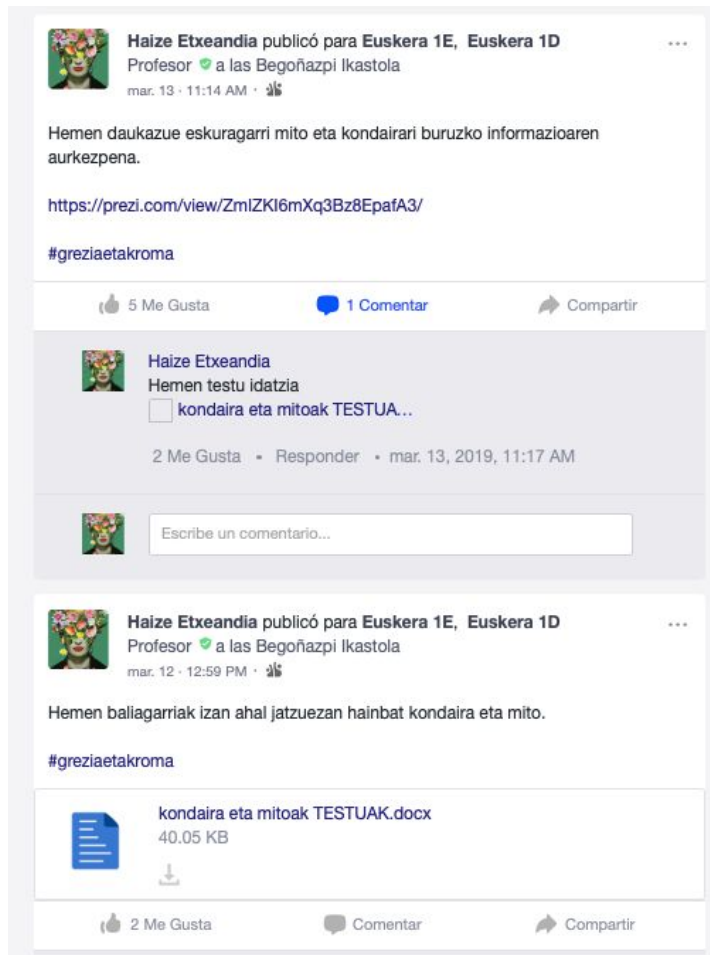 Haize Etxeandia publicó para Euskera 1E, Euskera 1D
Profesor a las Begoñazpi Ikastola
mar. 13 · 11:14 AM ·
Hemen daukazue eskuragarri mito eta kondairari buruzko informazioaren
aurkezpena.
https://prezi.com/view/ZmlZKI6mXq3Bz8EpafA3/
#greziaetakroma
5 Me Gusta 1 Comentar Compartir
Haize Etxeandia
Hemen testu idatzia
kondaira eta mitoak TESTUA...
2 Me Gusta • Responder • mar. 13, 2019, 11:17 AM
Escribe un comentario...
Haize Etxeandia publicó para Euskera 1E, Euskera 1D
Profesor a las Begoñazpi Ikastola
mar. 12 · 12:59 PM ·
Hemen baliagarriak izan ahal jatzuezan hainbat kondaira eta mito.
#greziaetakroma
kondaira eta mitoak TESTUAK.docx
40.05 KB
2 Me Gusta Comentar Compartir